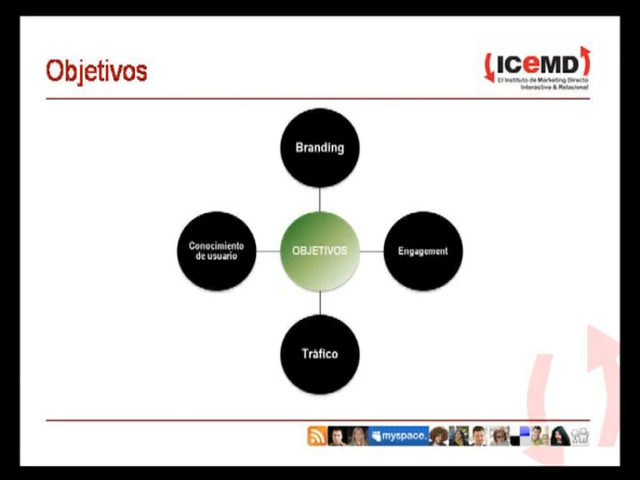 Objetivos
ICeMD
El Instituto de Marketing Directo
Interactivo & Relacional
Branding
Conocimiento
de usuario
OBJETIVOS
Engagement
Tráfico
myspace.